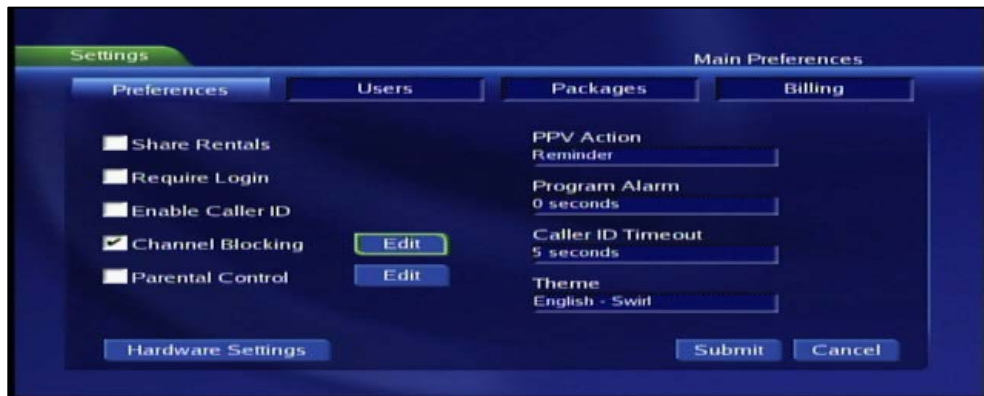 Settings
Main Preferences
Preferences
Users
Packages
Billing
Share Rentals
Require Login
Enable Caller ID
Channel Blocking
Edit
Parental Control
Edit
PPV Action
Reminder
Program Alarm
0 seconds
Caller ID Timeout
5 seconds
Theme
English - Swirl
Hardware Settings
Submit
Cancel